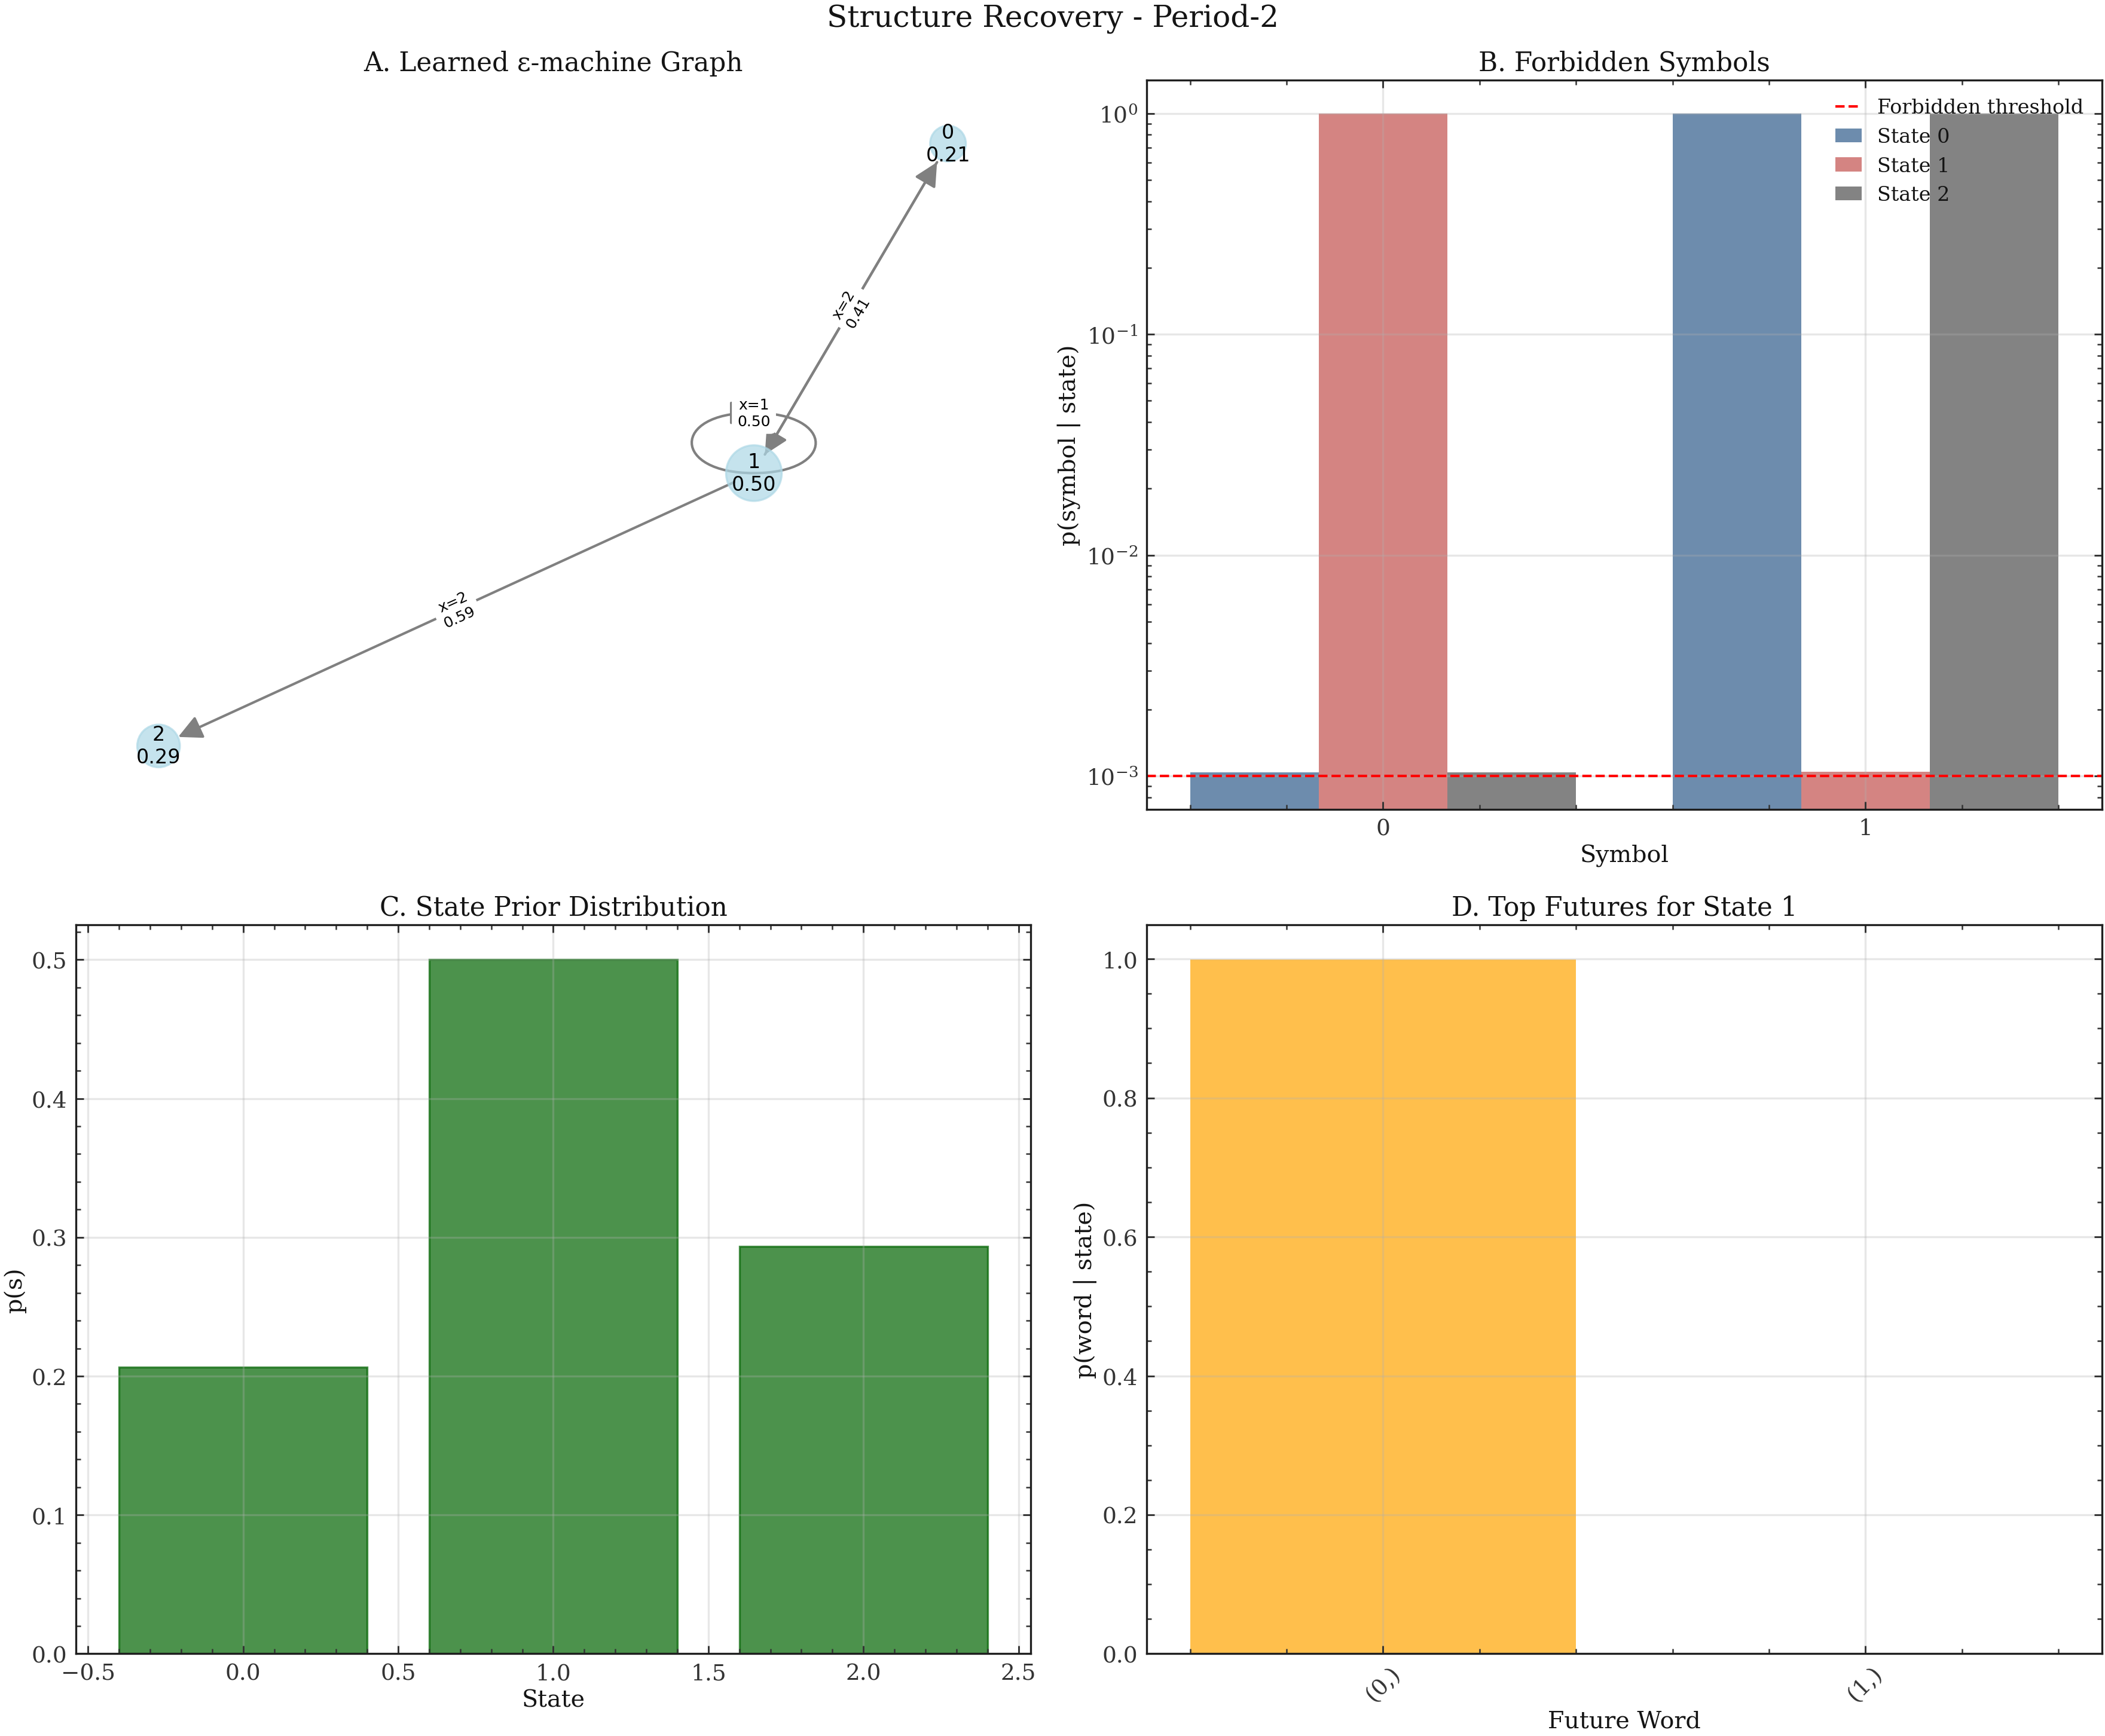 Structure Recovery - Period-2
A. Learned ε-machine Graph
0
0.21
x=2
0.41
x=1
0.50
1
0.50
x=2
0.59
2
0.29
B. Forbidden Symbols
p(symbol | state)
10⁰
10⁻¹
10⁻²
10⁻³
Forbidden threshold
State 0
State 1
State 2
0 1
Symbol
C. State Prior Distribution
p(s)
0.5
0.4
0.3
0.2
0.1
0.0
−0.5 0.0 0.5 1.0 1.5 2.0 2.5
State
D. Top Futures for State 1
p(word | state)
1.0
0.8
0.6
0.4
0.2
0.0
(0,) (1,)
Future Word